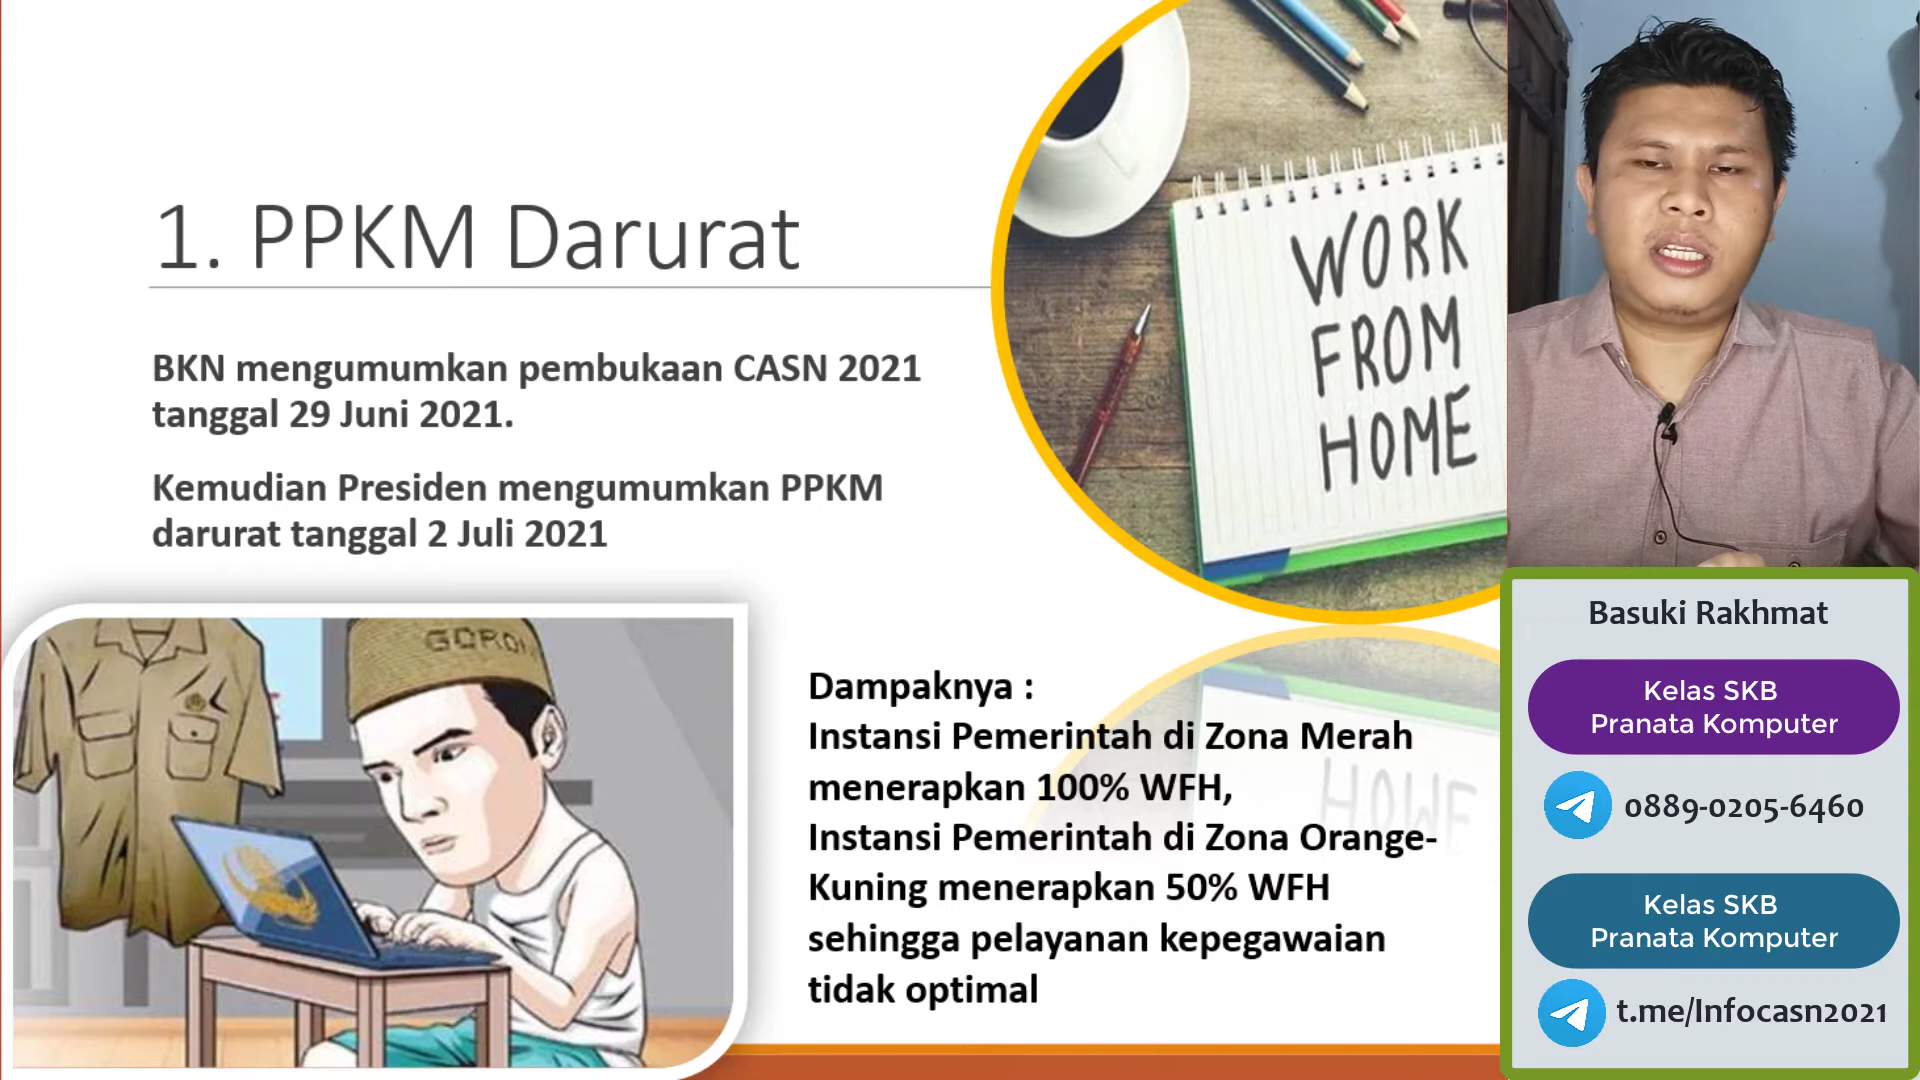 1. PPKM Darurat
BKN mengumumkan pembukaan CASN 2021
tanggal 29 Juni 2021.
Kemudian Presiden mengumumkan PPKM
darurat tanggal 2 Juli 2021
WORK
FROM
HOME
Dampaknya :
Instansi Pemerintah di Zona Merah
menerapkan 100% WFH,
Instansi Pemerintah di Zona Orange-
Kuning menerapkan 50% WFH
sehingga pelayanan kepegawaian
tidak optimal
Basuki Rakhmat
Kelas SKB
Pranata Komputer
0889-0205-6460
Kelas SKB
Pranata Komputer
t.me/Infocasn2021